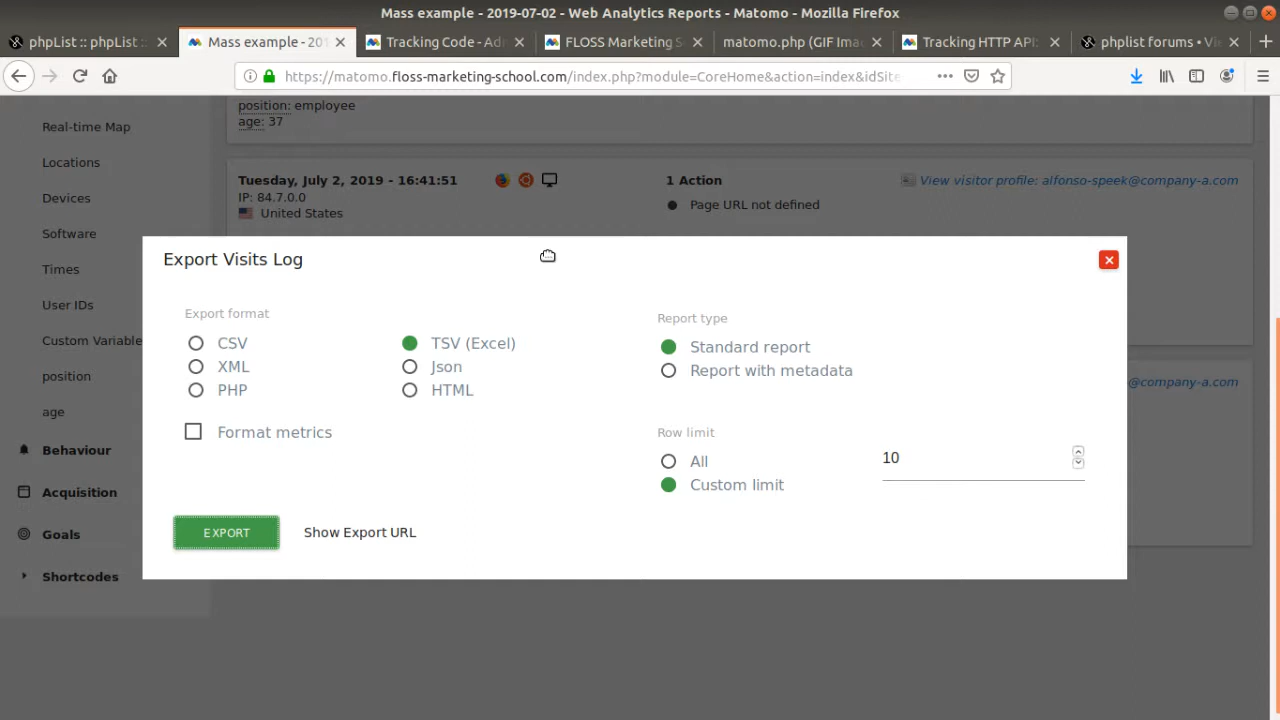 Mass example - 2019-07-02 - Web Analytics Reports - Matomo - Mozilla Firefox
phpList :: phpList ::
Mass example - 201
Tracking Code - Adm
FLOSS Marketing S
matomo.php (GIF Ima
Tracking HTTP API:
phplist forums • Vi
https://matomo.floss-marketing-school.com/index.php?module=CoreHome&action=index&idSite
Real-time Map
Locations
Devices
Software
Times
User IDs
Custom Variable
position
age
Behaviour
Acquisition
Goals
Shortcodes
position: employee
age: 37
Tuesday, July 2, 2019 - 16:41:51
IP: 84.7.0.0
United States
1 Action
Page URL not defined
View visitor profile: alfonso-speek@company-a.com
@company-a.com
Export Visits Log
Export format
CSV
TSV (Excel)
XML
Json
PHP
HTML
Format metrics
Report type
Standard report
Report with metadata
Row limit
All
10
Custom limit
EXPORT
Show Export URL